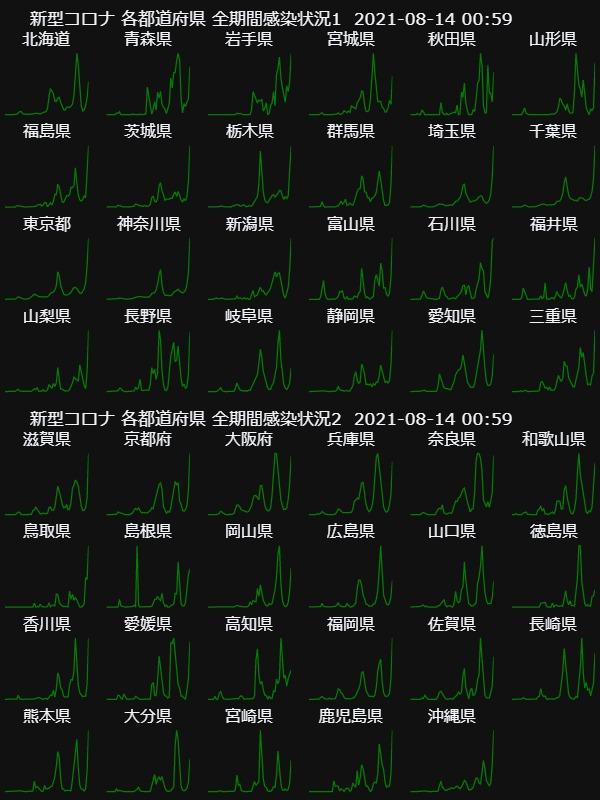 新型コロナ 各都道府県 全期間感染状況1 2021-08-14 00:59
北海道 青森県 岩手県 宮城県 秋田県 山形県
福島県 茨城県 栃木県 群馬県 埼玉県 千葉県
東京都 神奈川県 新潟県 富山県 石川県 福井県
山梨県 長野県 岐阜県 静岡県 愛知県 三重県
新型コロナ 各都道府県 全期間感染状況2 2021-08-14 00:59
滋賀県 京都府 大阪府 兵庫県 奈良県 和歌山県
鳥取県 島根県 岡山県 広島県 山口県 徳島県
香川県 愛媛県 高知県 福岡県 佐賀県 長崎県
熊本県 大分県 宮崎県 鹿児島県 沖縄県